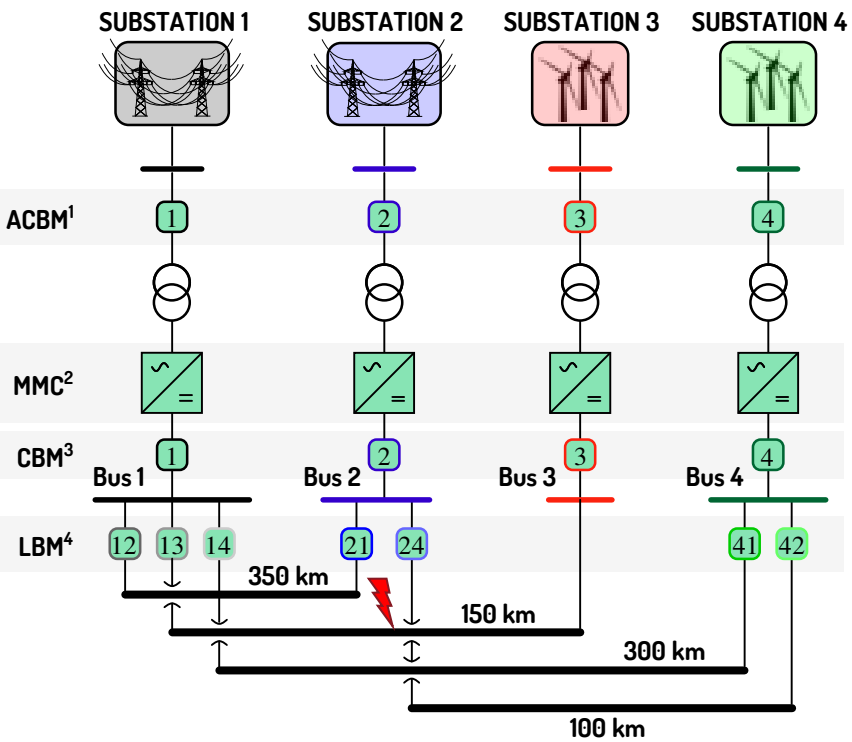 SUBSTATION 1 SUBSTATION 2 SUBSTATION 3 SUBSTATION 4
ACBM¹ 1 2 3 4
MMC²
CBM³ 1 2 3 4
Bus 1 Bus 2 Bus 3 Bus 4
LBM⁴ 12 13 14 21 24 41 42
350 km
150 km
300 km
100 km